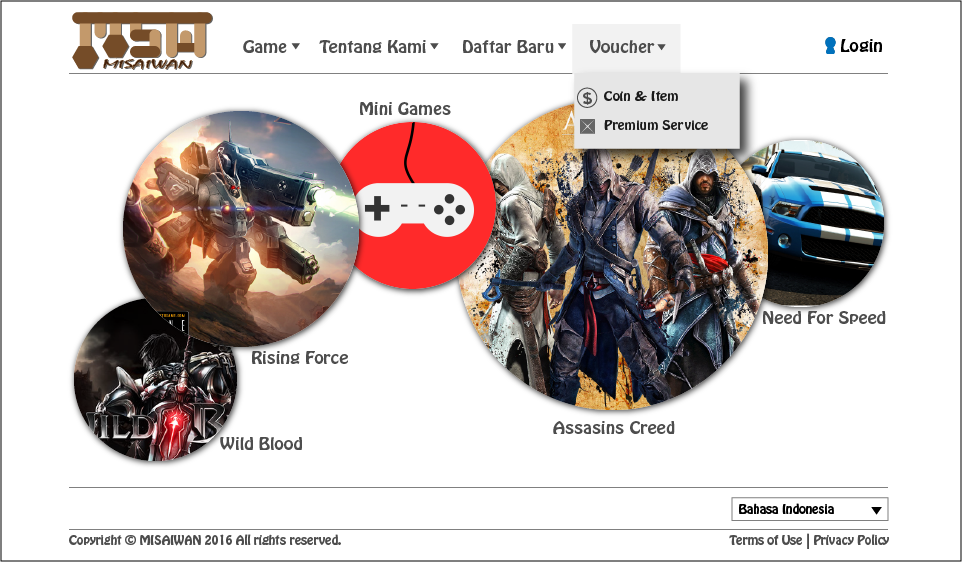 MISAIWAN
Game
Tentang Kami
Daftar Baru
Voucher
Login
Coin & Item
Premium Service
Mini Games
Need For Speed
Rising Force
Assasins Creed
Wild Blood
Bahasa Indonesia
Copyright © MISAIWAN 2016 All rights reserved.
Terms of Use | Privacy Policy